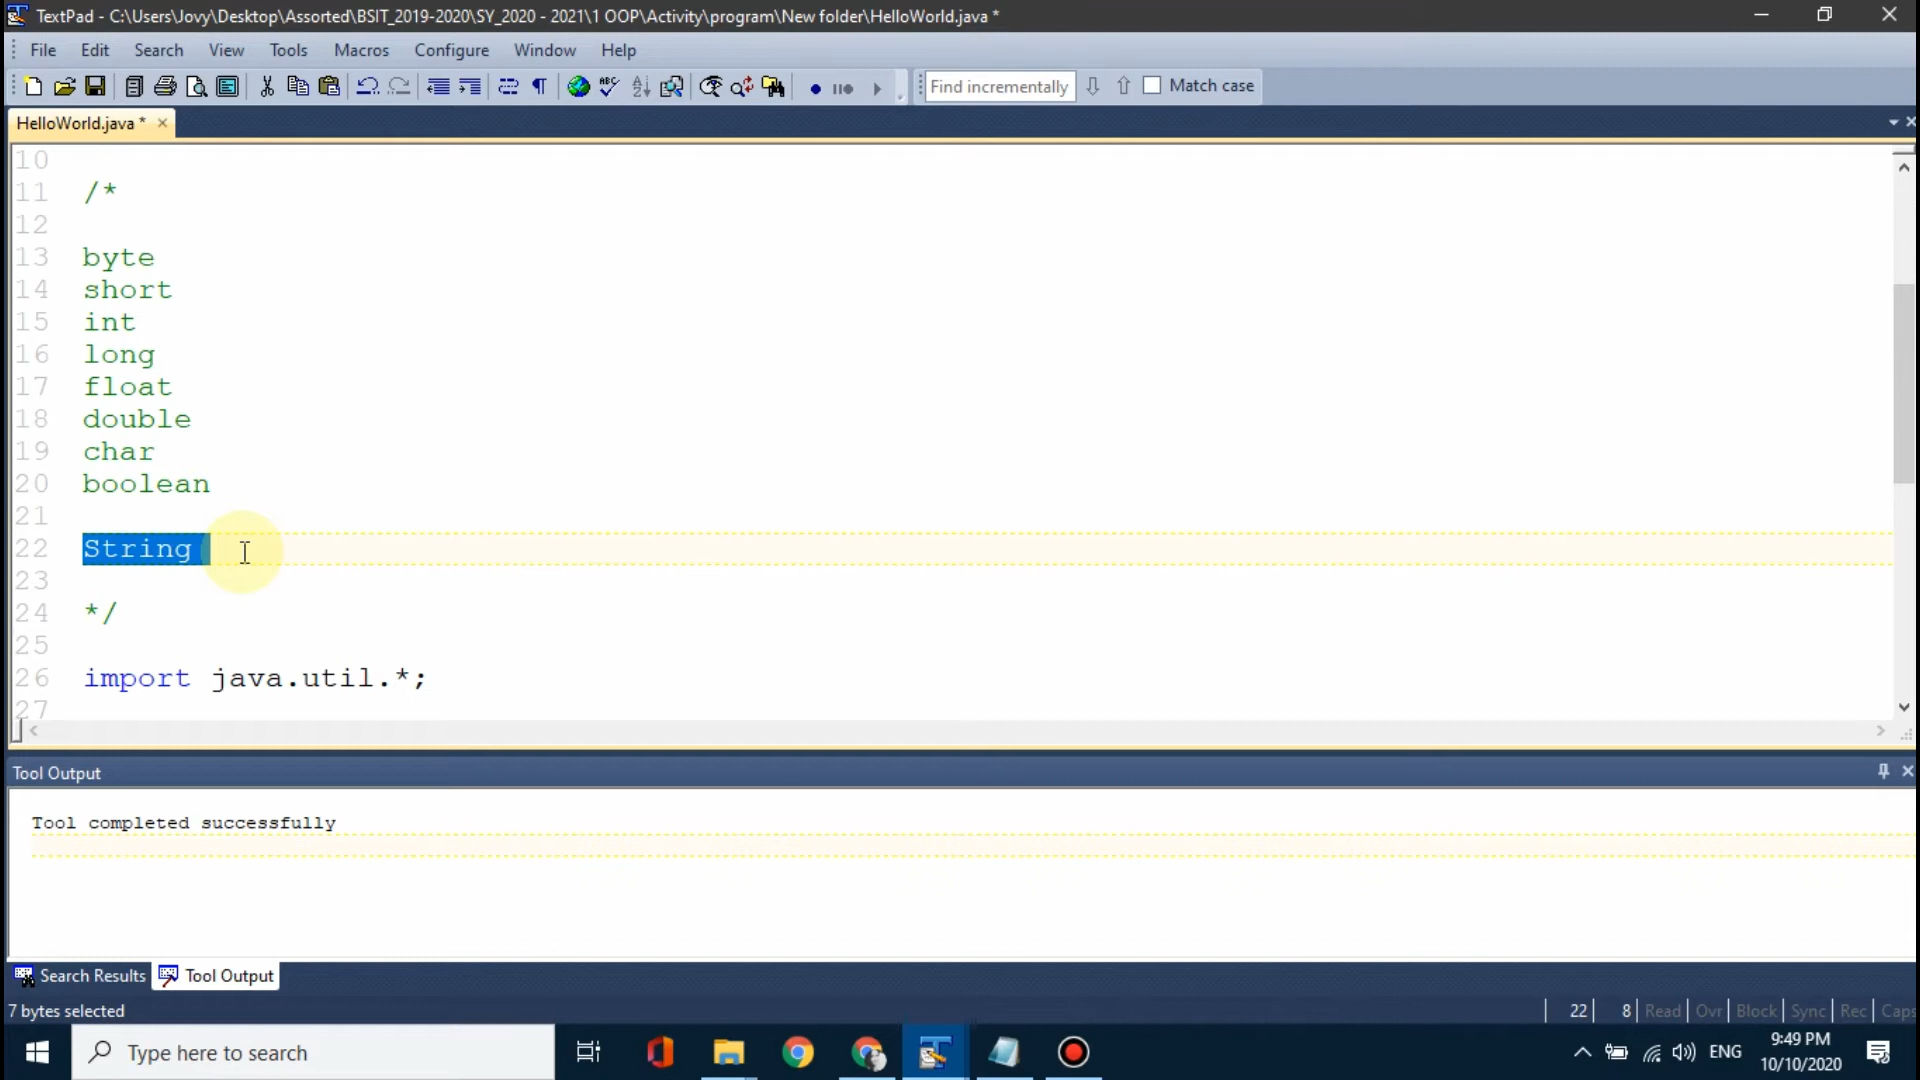 TextPad - C:\Users\Jovy\Desktop\Assorted\BSIT_2019-2020\SY_2020 - 2021\1 OOP\Activity\program\New folder\HelloWorld.java *
File Edit Search View Tools Macros Configure Window Help
Find incrementally Match case
HelloWorld.java *
10
11 /*
12
13 byte
14 short
15 int
16 long
17 float
18 double
19 char
20 boolean
21
22 String
23
24 */
25
26 import java.util.*;
27
Tool Output
Tool completed successfully
Search Results Tool Output
7 bytes selected 22 8 Read Ovr Block Sync Rec Caps
Type here to search ENG 9:49 PM
10/10/2020